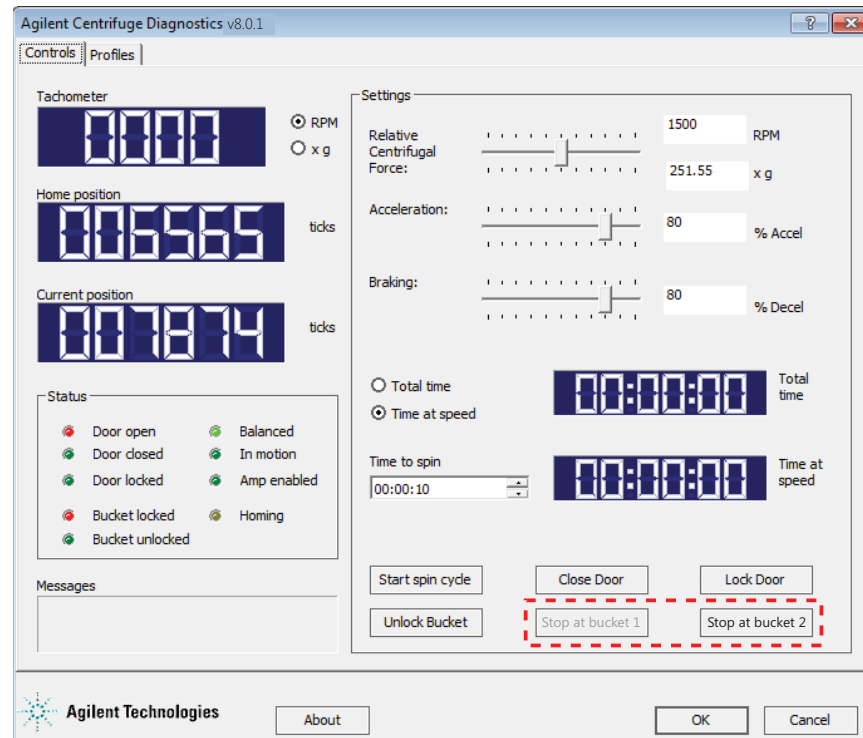 Agilent Centrifuge Diagnostics v8.0.1
?
Controls Profiles
Tachometer
0000
RPM
x g
Home position
006565
ticks
Current position
007874
ticks
Status
Door open
Balanced
Door closed
In motion
Door locked
Amp enabled
Bucket locked
Homing
Bucket unlocked
Messages
Settings
Relative
Centrifugal
Force:
1500
RPM
251.55
x g
Acceleration:
80
% Accel
Braking:
80
% Decel
Total time
Time at speed
00:00:00
Total
time
Time to spin
00:00:10
00:00:00
Time at
speed
Start spin cycle
Close Door
Lock Door
Unlock Bucket
Stop at bucket 1
Stop at bucket 2
Agilent Technologies
About
OK
Cancel